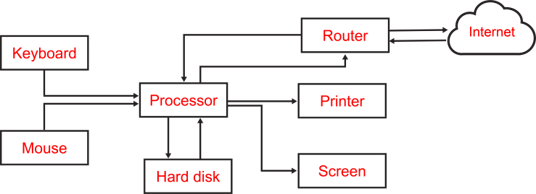 Router
Internet
Keyboard
Processor
Printer
Mouse
Hard disk
Screen